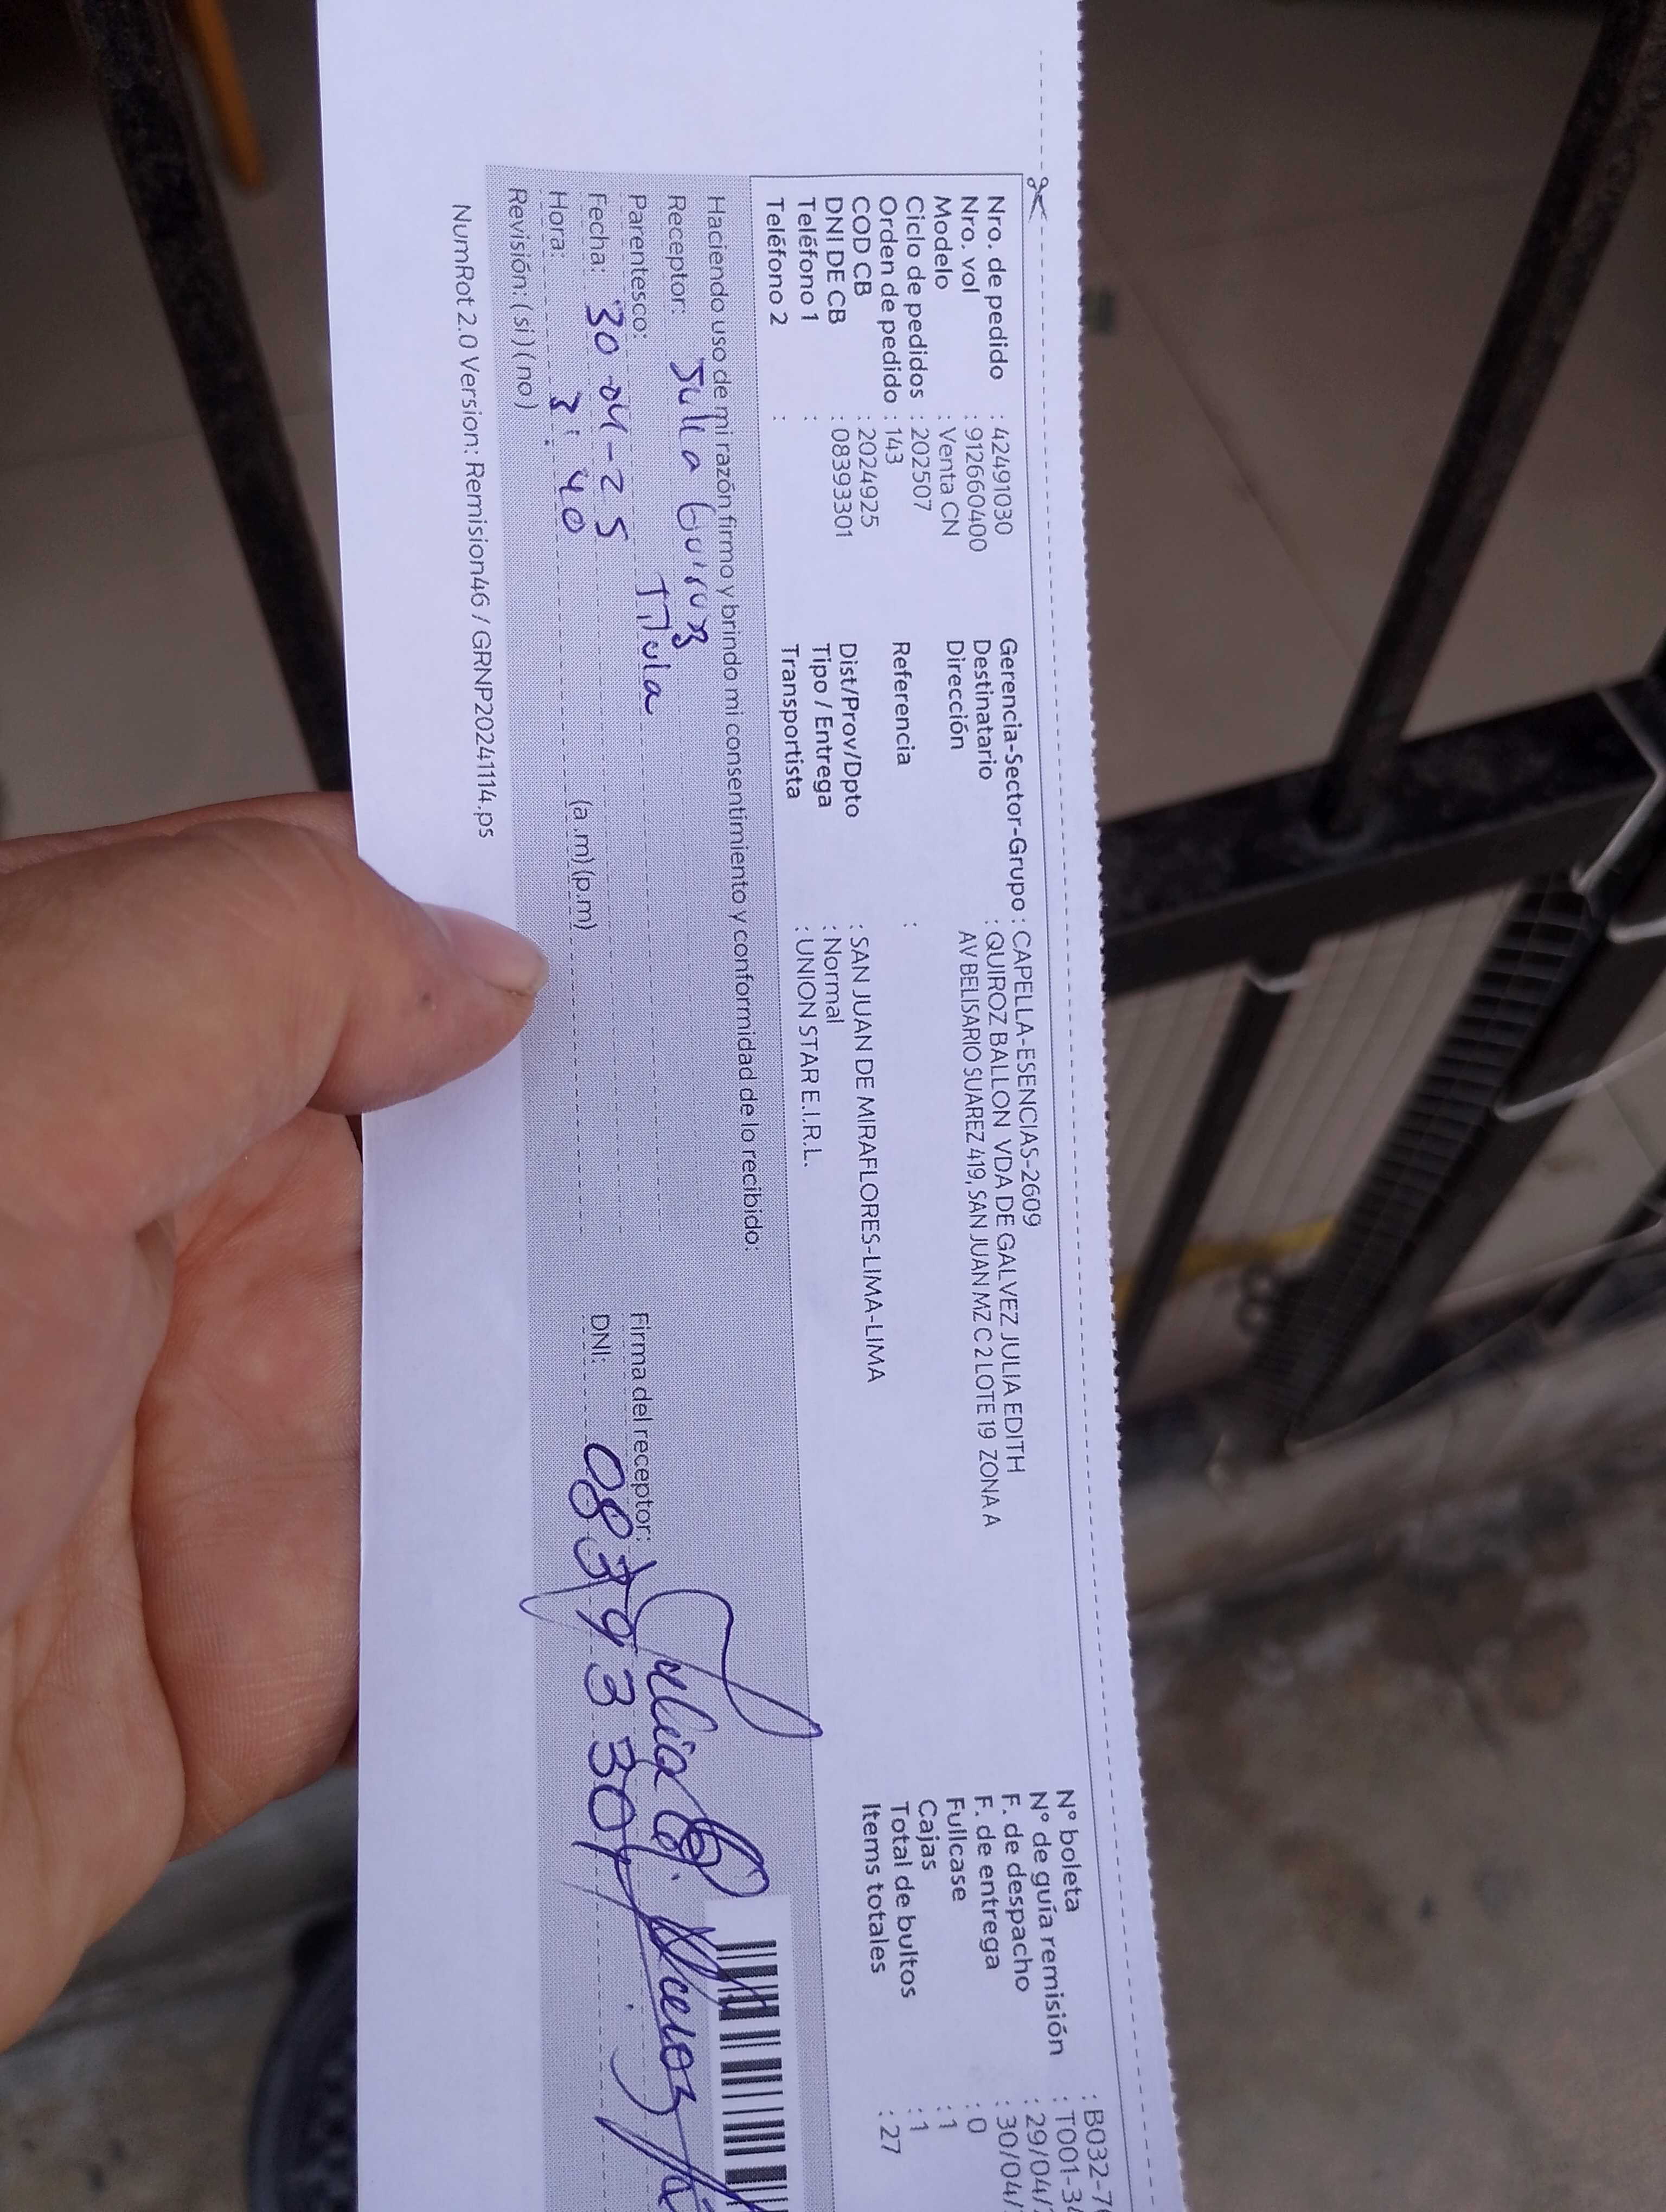 Nro. de pedido : 42491030
Nro. vol : 912660400
Modelo : Venta CN
Ciclo de pedidos : 202507
Orden de pedido : 143
COD CB : 2024925
DNI DE CB : 08393301
Teléfono 1 :
Teléfono 2 :
Gerencia-Sector-Grupo : CAPELLA-ESENCIAS-2609
Destinatario : QUIROZ BALLON VDA DE GALVEZ JULIA EDITH
Dirección AV BELISARIO SUAREZ 419, SAN JUAN MZ C 2 LOTE 19 ZONA A
Referencia :
Dist/Prov/Dpto : SAN JUAN DE MIRAFLORES-LIMA-LIMA
Tipo / Entrega : Normal
Transportista : UNION STAR E.I.R.L.
N° boleta : B032-7
N° de guía remisión : T001-3
F. de despacho : 29/04/
F. de entrega : 30/04/
Fullcase : 0
Cajas : 1
Total de bultos : 1
Items totales : 27
Haciendo uso de mi razón firmo y brindo mi consentimiento y conformidad de lo recibido:
Receptor: Julia Quiroz
Parentesco: Titula
Fecha: 30-04-25
Hora: 3:40 (a.m)(p.m)
Revisión: (si) (no)
Firma del receptor: Julia
DNI: 08393301
NumRot 2.0 Version: Remision46 / GRNP20241114.ps